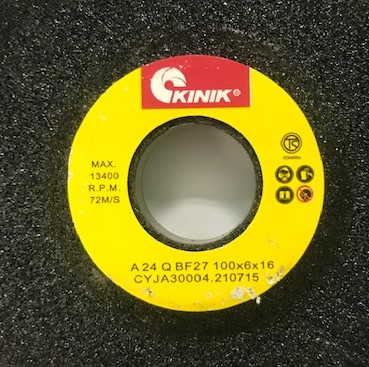 KINIK®
MAX.
13400
R.P.M.
72M/S
A 24 Q BF27 100x6x16
CYJA30004.210715